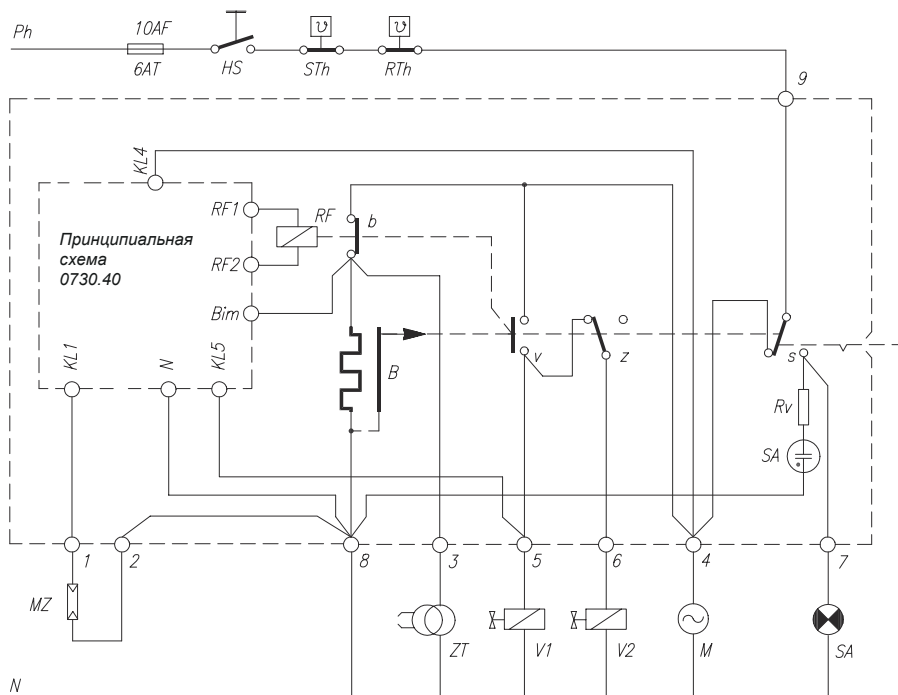 Ph
10AF
6AT
HS
ϑ
STh
ϑ
RTh
9
KL4
RF1
RF
b
Принципиальная
схема
0730.40
RF2
Bim
KL1
N
KL5
B
v
z
s
Rv
SA
1
2
8
3
5
6
4
7
MZ
ZT
V1
V2
M
SA
N